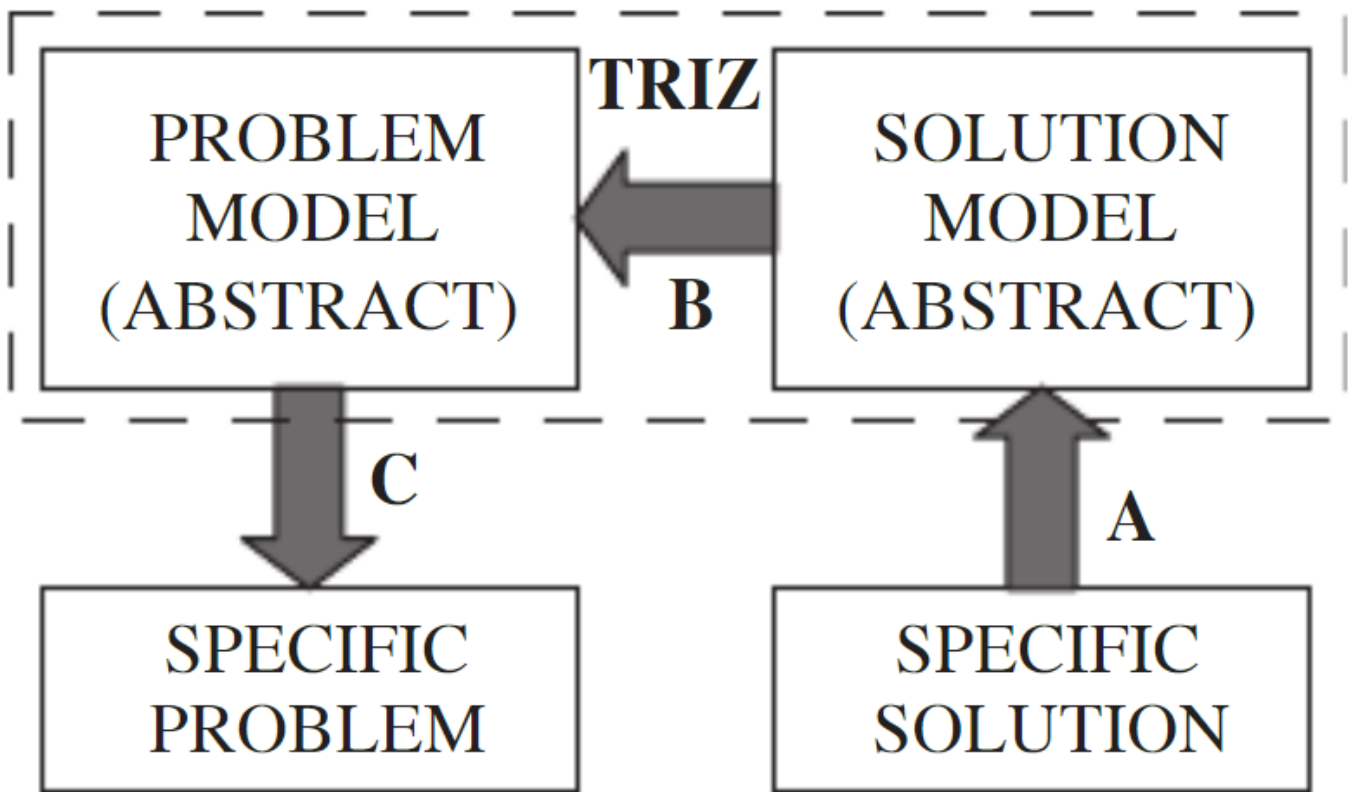 PROBLEM
MODEL
(ABSTRACT)
TRIZ
B
SOLUTION
MODEL
(ABSTRACT)
C
A
SPECIFIC
PROBLEM
SPECIFIC
SOLUTION